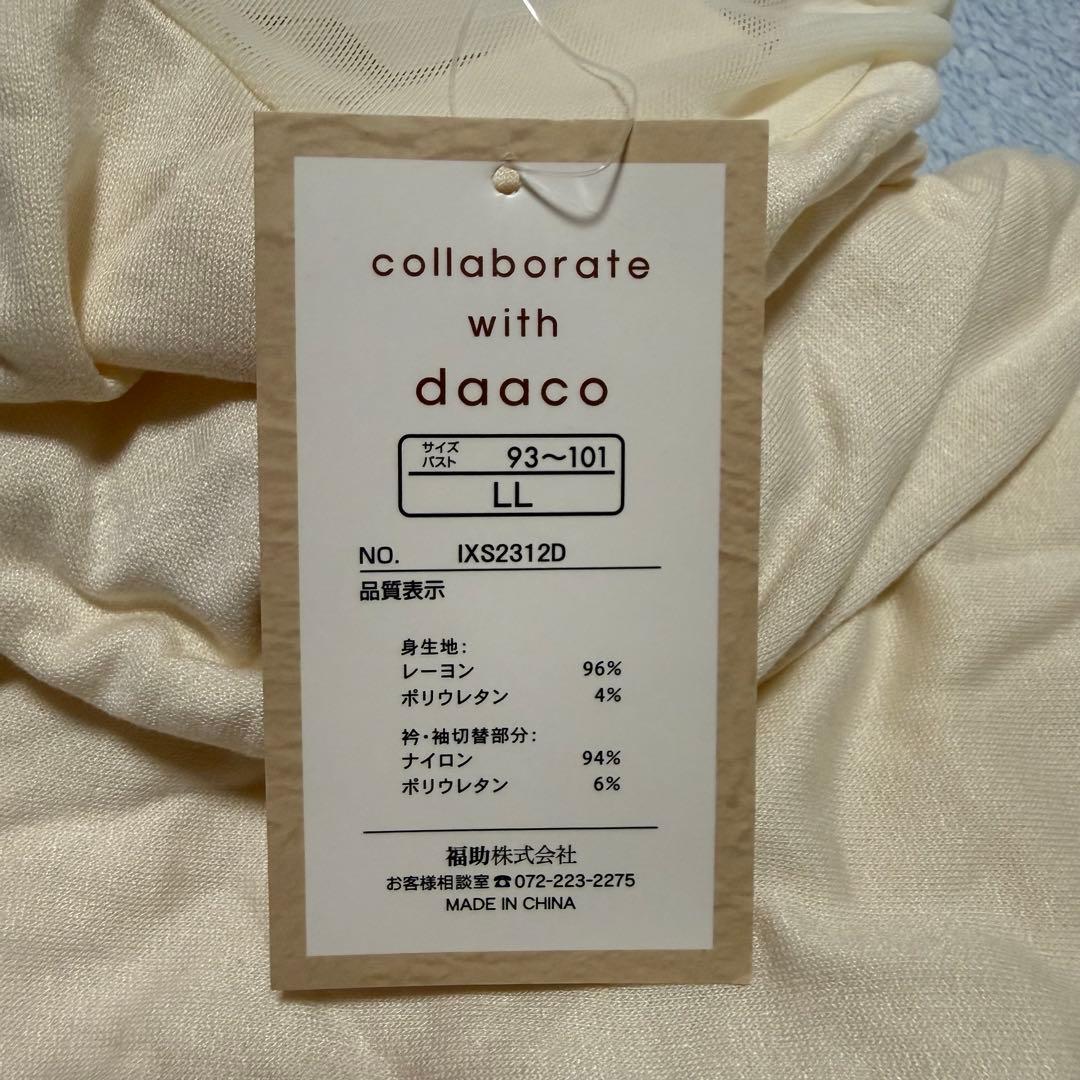 collaborate
with
daaco
サイズ
バスト 93～101
LL
NO. IXS2312D
品質表示
身生地:
レーヨン 96%
ポリウレタン 4%
衿・袖切替部分:
ナイロン 94%
ポリウレタン 6%
福助株式会社
お客様相談室☎072-223-2275
MADE IN CHINA